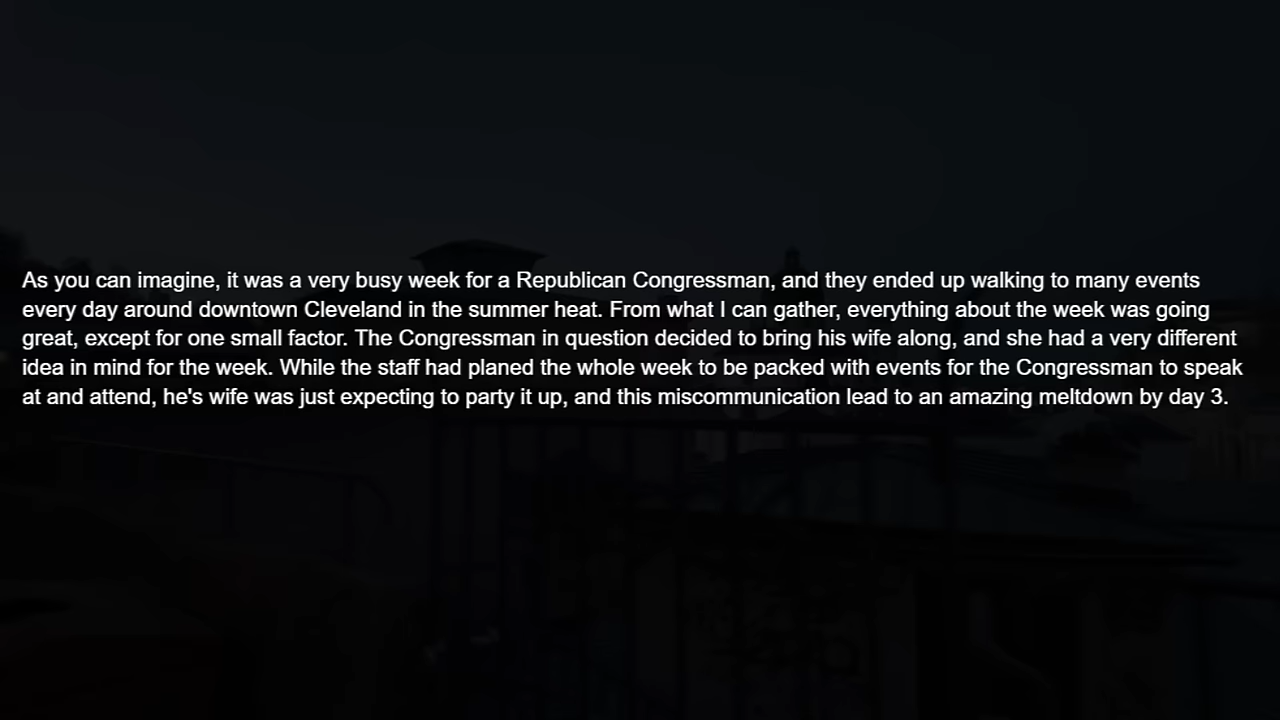 As you can imagine, it was a very busy week for a Republican Congressman, and they ended up walking to many events
every day around downtown Cleveland in the summer heat. From what I can gather, everything about the week was going
great, except for one small factor. The Congressman in question decided to bring his wife along, and she had a very different
idea in mind for the week. While the staff had planed the whole week to be packed with events for the Congressman to speak
at and attend, he's wife was just expecting to party it up, and this miscommunication lead to an amazing meltdown by day 3.